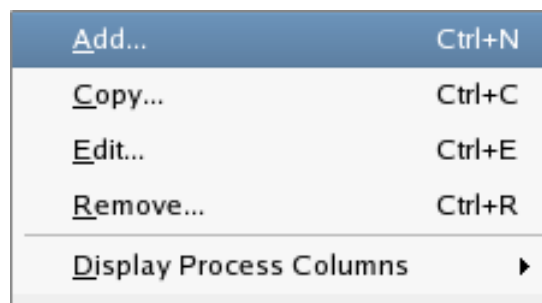 Add... Ctrl+N
Copy... Ctrl+C
Edit... Ctrl+E
Remove... Ctrl+R
Display Process Columns